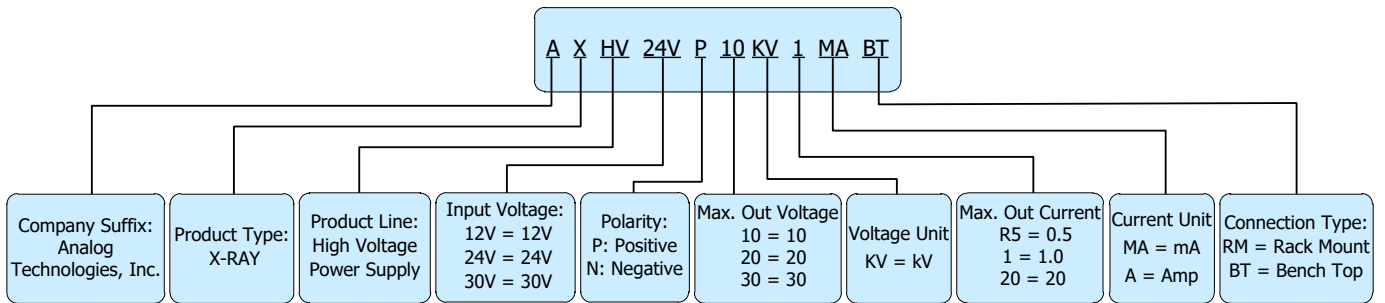 A X HV 24V P 10 KV 1 MA BT
Company Suffix:
Analog
Technologies, Inc.
Product Type:
X-RAY
Product Line:
High Voltage
Power Supply
Input Voltage:
12V = 12V
24V = 24V
30V = 30V
Polarity:
P: Positive
N: Negative
Max. Out Voltage
10 = 10
20 = 20
30 = 30
Voltage Unit
KV = kV
Max. Out Current
R5 = 0.5
1 = 1.0
20 = 20
Current Unit
MA = mA
A = Amp
Connection Type:
RM = Rack Mount
BT = Bench Top